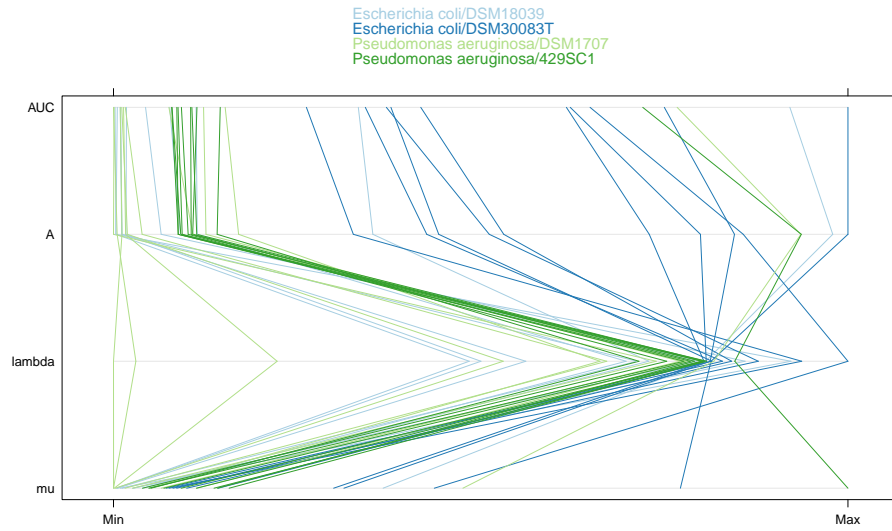 Escherichia coli/DSM18039
Escherichia coli/DSM30083T
Pseudomonas aeruginosa/DSM1707
Pseudomonas aeruginosa/429SC1
AUC
A
lambda
mu
Min
Max